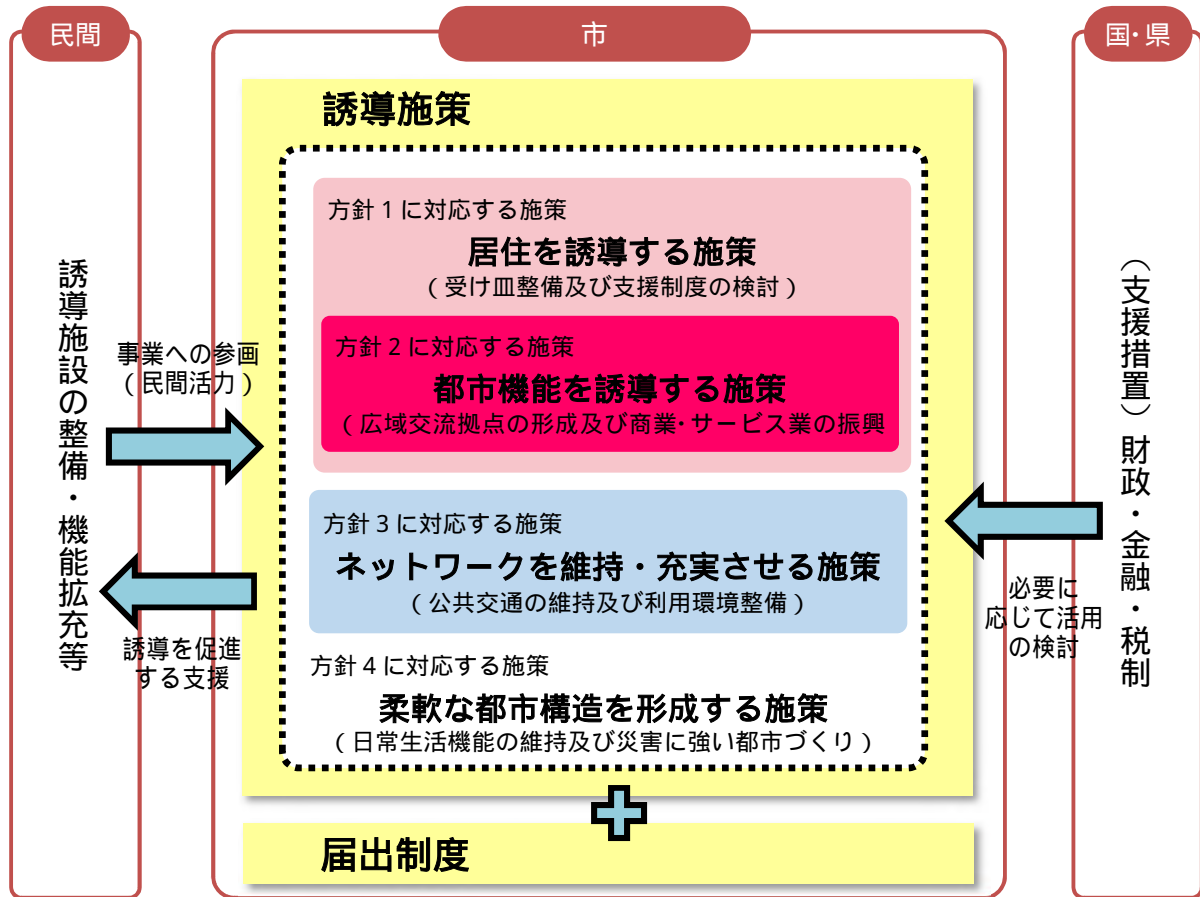 民間
市
国・県
誘導施設の整備・機能拡充等
事業への参画
（民間活力）
誘導を促進
する支援
誘導施策
方針１に対応する施策
居住を誘導する施策
（受け皿整備及び支援制度の検討）
方針２に対応する施策
都市機能を誘導する施策
（広域交流拠点の形成及び商業・サービス業の振興
方針３に対応する施策
ネットワークを維持・充実させる施策
（公共交通の維持及び利用環境整備）
方針４に対応する施策
柔軟な都市構造を形成する施策
（日常生活機能の維持及び災害に強い都市づくり）
届出制度
必要に
応じて活用
の検討
（支援措置）財政・金融・税制